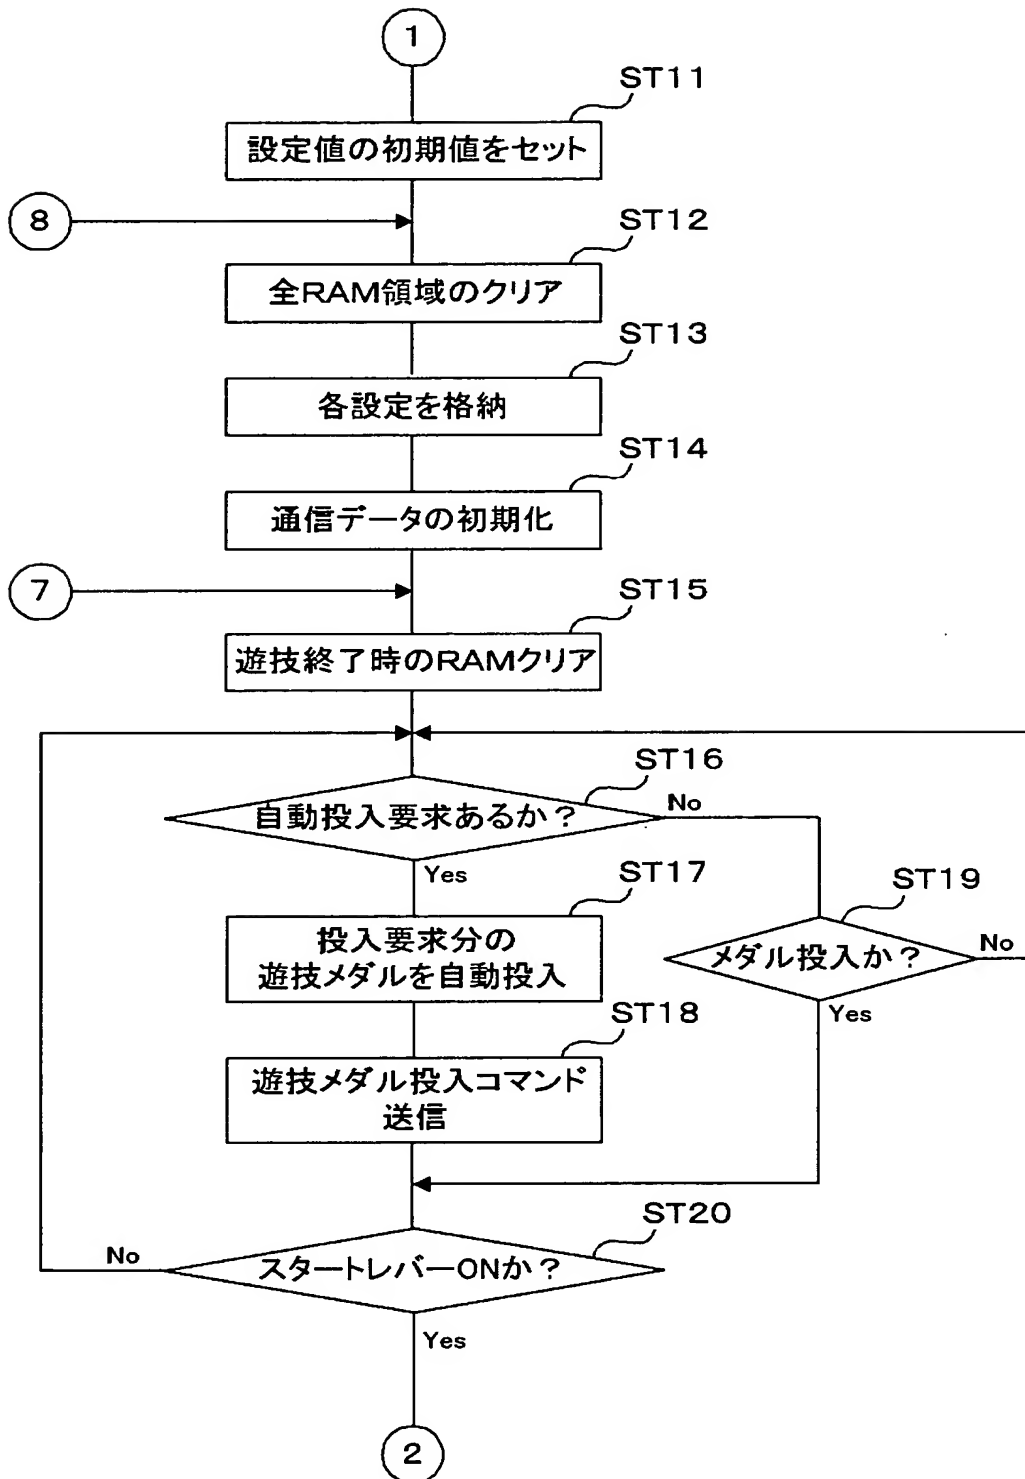 1
ST11
設定値の初期値をセット
8
ST12
全RAM領域のクリア
ST13
各設定を格納
ST14
通信データの初期化
7
ST15
遊技終了時のRAMクリア
ST16
自動投入要求あるか？
No
Yes
ST17
投入要求分の
遊技メダルを自動投入
ST19
メダル投入か？
No
Yes
ST18
遊技メダル投入コマンド
送信
ST20
スタートレバーONか？
No
Yes
2